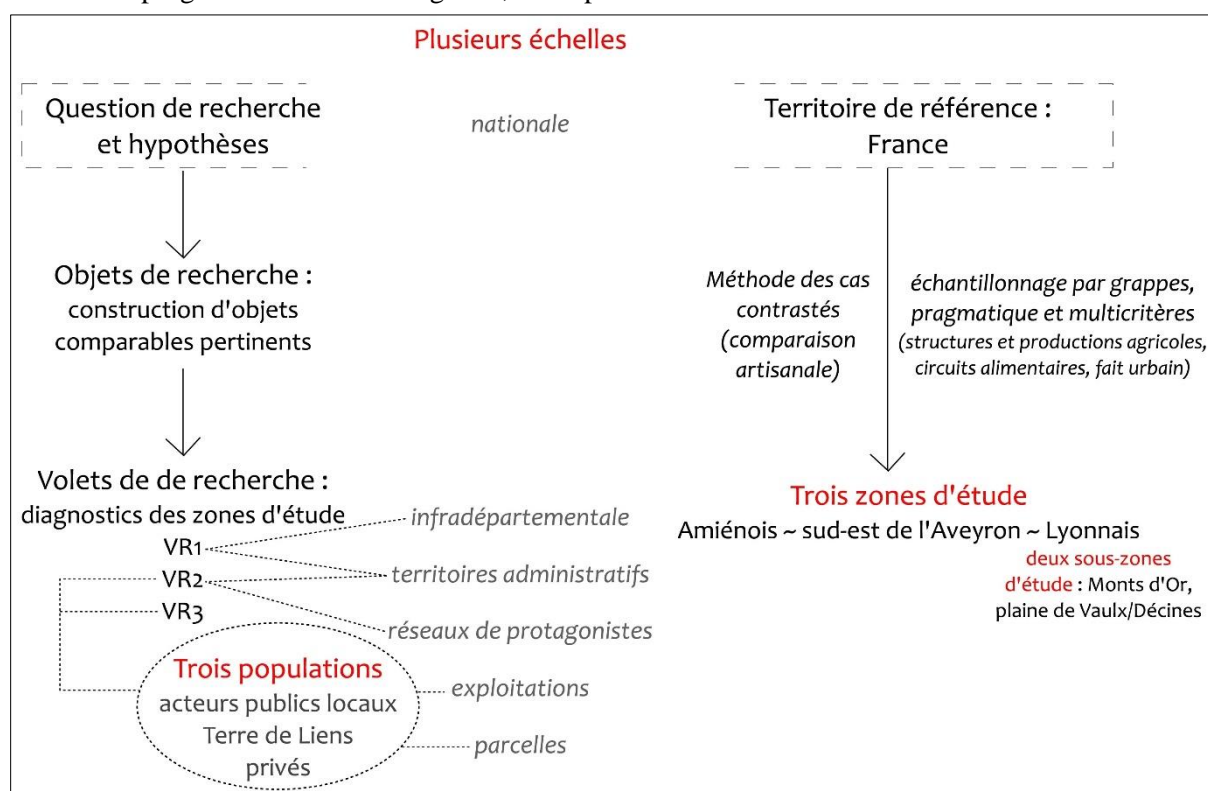 Plusieurs échelles
Question de recherche
et hypothèses
nationale
Territoire de référence :
France
Objets de recherche :
construction d'objets
comparables pertinents
Méthode des cas
contrastés
(comparaison
artisanale)
échantillonnage par grappes,
pragmatique et multicritères
(structures et productions agricoles,
circuits alimentaires, fait urbain)
Volets de de recherche :
diagnostics des zones d'étude
VR1
VR2
VR3
infradépartementale
territoires administratifs
réseaux de protagonistes
Trois populations
acteurs publics locaux
Terre de Liens
privés
exploitations
parcelles
Trois zones d'étude
Amiénois ~ sud-est de l'Aveyron ~ Lyonnais
deux sous-zones
d'étude : Monts d'Or,
plaine de Vaulx/Décines